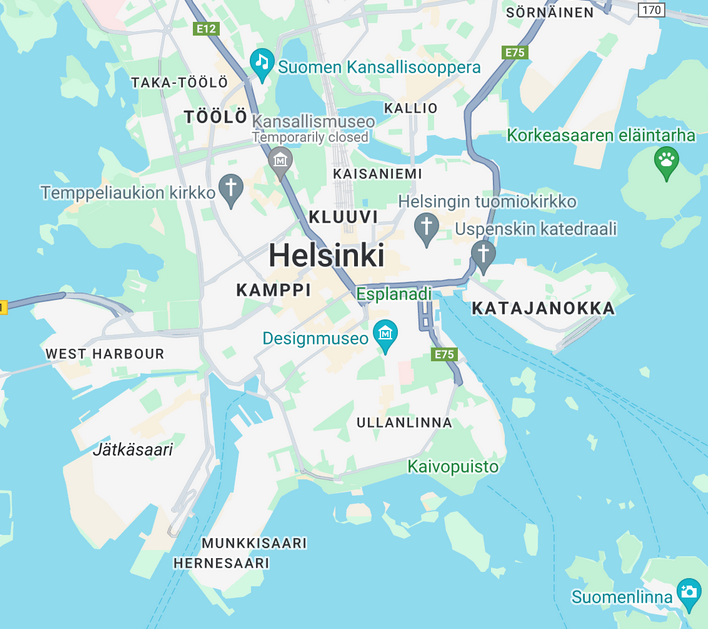 SÖRNÄINEN
170
E12
E75
Suomen Kansallisooppera
TAKA-TÖÖLÖ
KALLIO
TÖÖLÖ
Kansallismuseo
Temporarily closed
Korkeasaaren eläintarha
KAISANIEMI
Temppeliaukion kirkko
Helsingin tuomiokirkko
KLUUVI
Uspenskin katedraali
Helsinki
KAMPPI
Esplanadi
KATAJANOKKA
Designmuseo
WEST HARBOUR
E75
ULLANLINNA
Jätkäsaari
Kaivopuisto
MUNKKISAARI
HERNESAARI
Suomenlinna